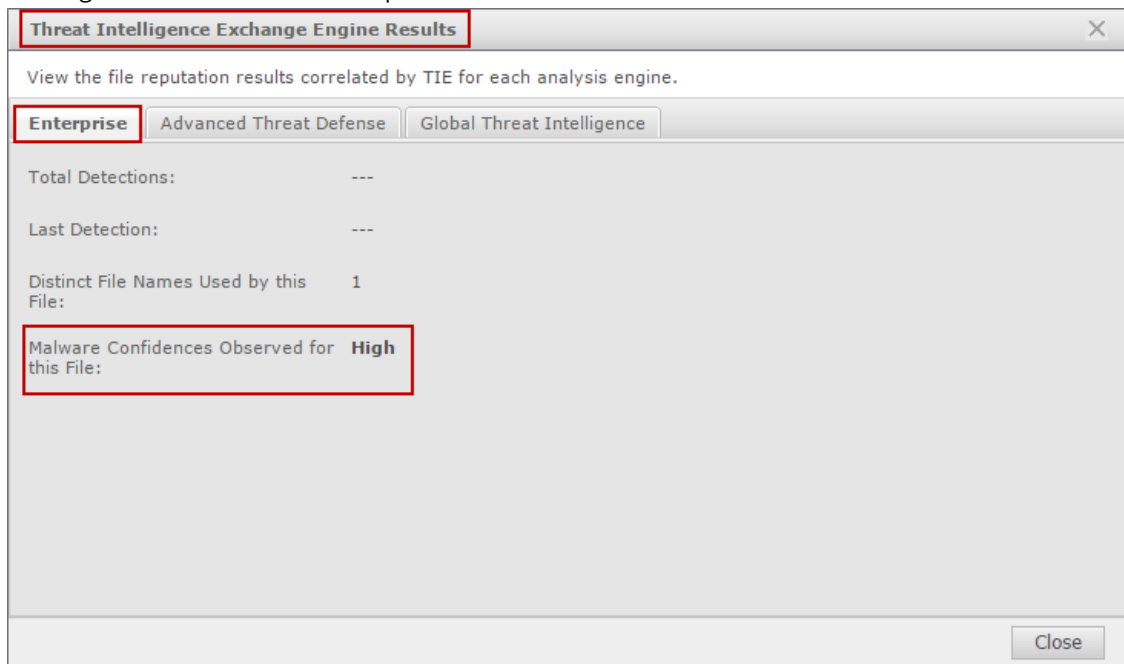 Threat Intelligence Exchange Engine Results
View the file reputation results correlated by TIE for each analysis engine.
Enterprise Advanced Threat Defense Global Threat Intelligence
Total Detections: ---
Last Detection: ---
Distinct File Names Used by this 1
File:
Malware Confidences Observed for High
this File:
Close